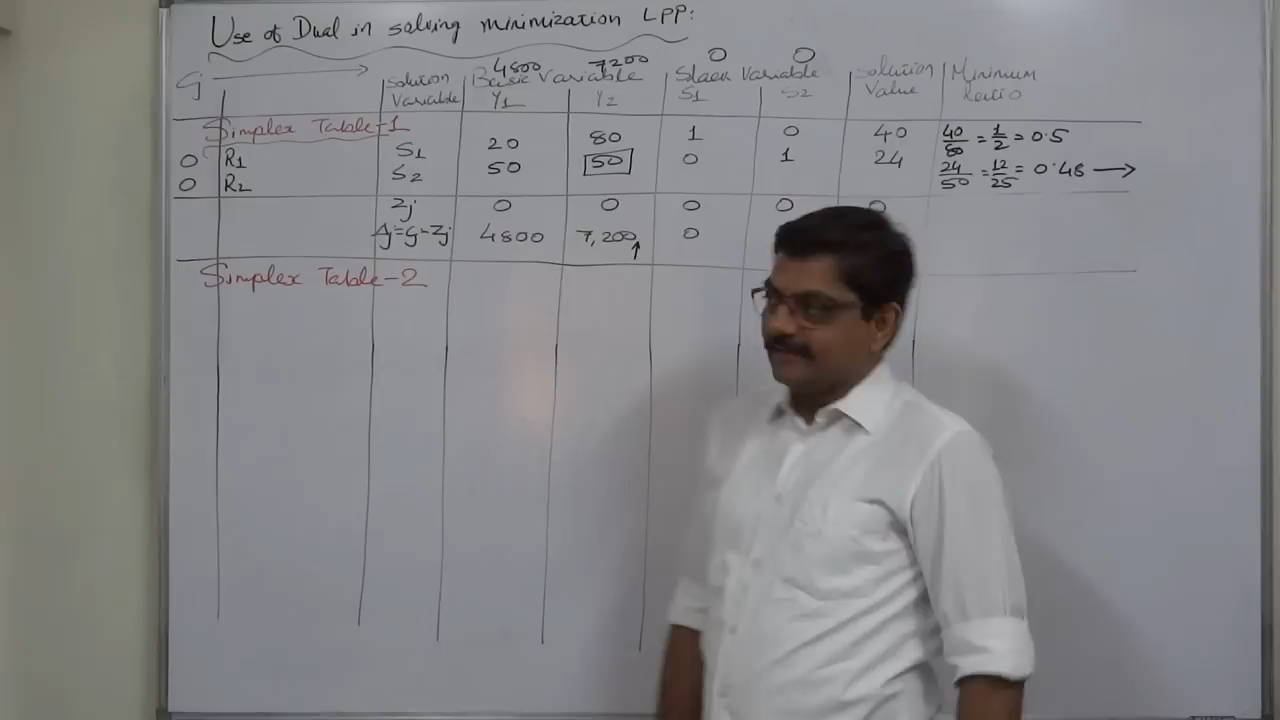 Use of Dual in solving minimization LPP:
4800 7200 0 0
Cj Solution Variable Basic Variable Y1 Y2 Slack Variable S1 S2 Solution Value Minimum Ratio
Simplex Table-1
0 R1 S1 20 80 1 0 40 40/80 = 1/2 = 0.5
0 R2 S2 50 50 0 1 24 24/50 = 12/25 = 0.48 →
Zj 0 0 0 0 0
Δj=Cj-Zj 4800 7,200↑ 0
Simplex Table-2